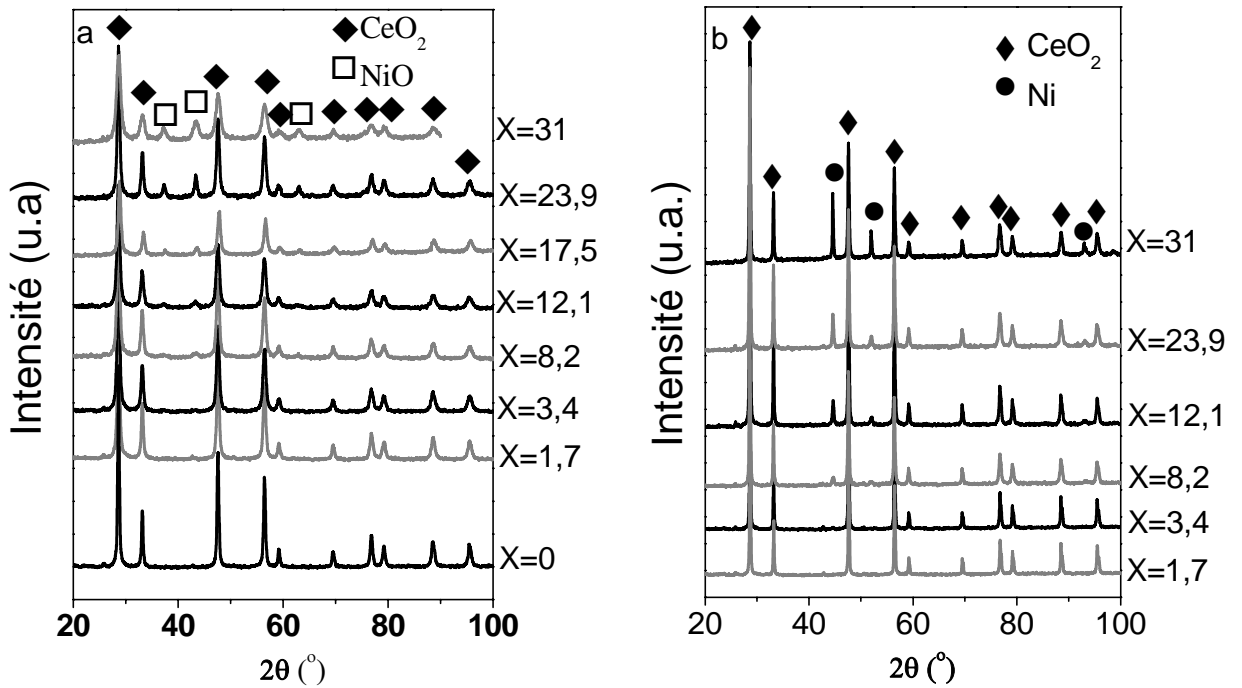 a
CeO2
NiO
X=31
X=23,9
X=17,5
X=12,1
X=8,2
X=3,4
X=1,7
X=0
Intensité (u.a)
20 40 60 80 100
2θ (°)
b
CeO2
Ni
X=31
X=23,9
X=12,1
X=8,2
X=3,4
X=1,7
Intensité (u.a.)
20 40 60 80 100
2θ (°)